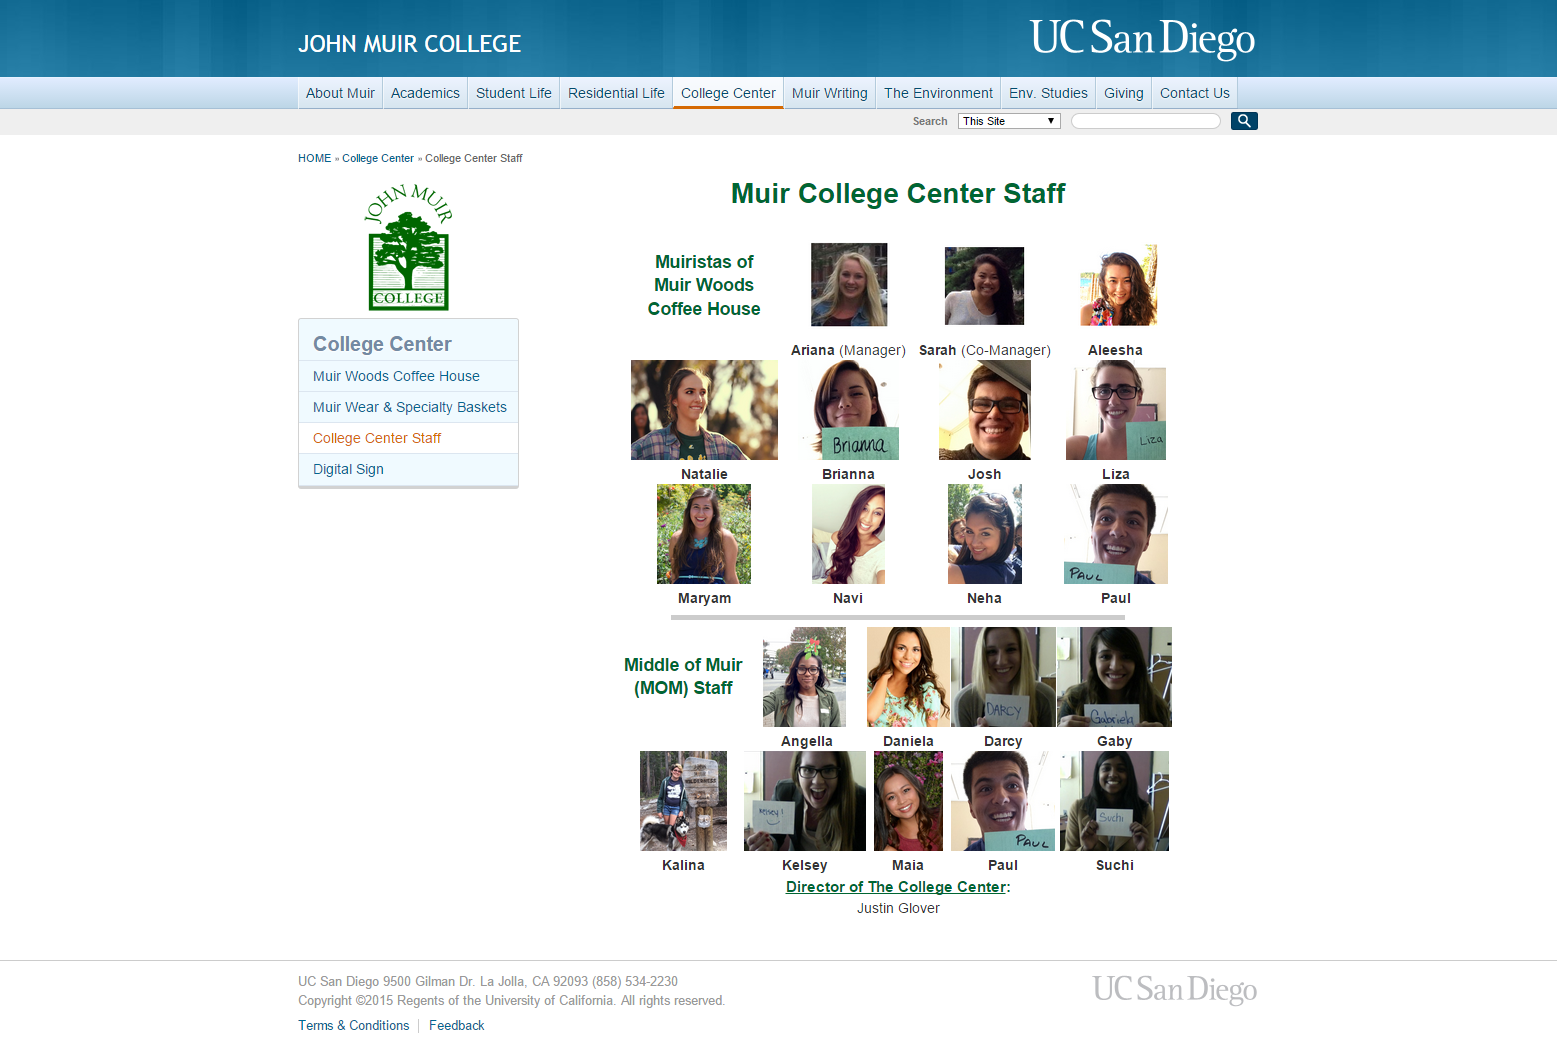 JOHN MUIR COLLEGE
UC San Diego
About Muir
Academics
Student Life
Residential Life
College Center
Muir Writing
The Environment
Env. Studies
Giving
Contact Us
Search
This Site
HOME » College Center » College Center Staff
JOHN MUIR
COLLEGE
College Center
Muir Woods Coffee House
Muir Wear & Specialty Baskets
College Center Staff
Digital Sign
Muir College Center Staff
Muiristas of
Muir Woods
Coffee House
Ariana (Manager)
Sarah (Co-Manager)
Aleesha
Brianna
Liza
Natalie
Brianna
Josh
Liza
PAUL
Maryam
Navi
Neha
Paul
Middle of Muir
(MOM) Staff
DARCY
Gabriela
Angella
Daniela
Darcy
Gaby
JOHN
MUIR
WILDERNESS
Kelsey!
PAUL
Suchi
Kalina
Kelsey
Maia
Paul
Suchi
Director of The College Center:
Justin Glover
UC San Diego 9500 Gilman Dr. La Jolla, CA 92093 (858) 534-2230
Copyright ©2015 Regents of the University of California. All rights reserved.
Terms & Conditions
Feedback
UC San Diego